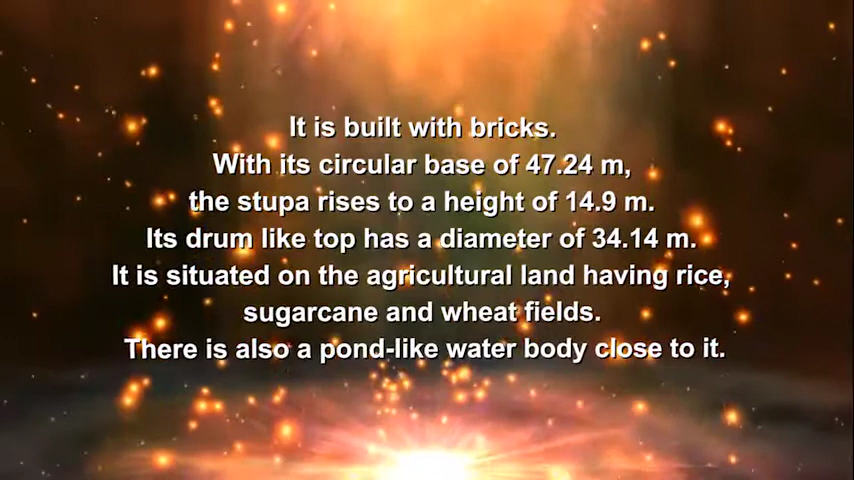 It is built with bricks.
With its circular base of 47.24 m,
the stupa rises to a height of 14.9 m.
Its drum like top has a diameter of 34.14 m.
It is situated on the agricultural land having rice,
sugarcane and wheat fields.
There is also a pond-like water body close to it.